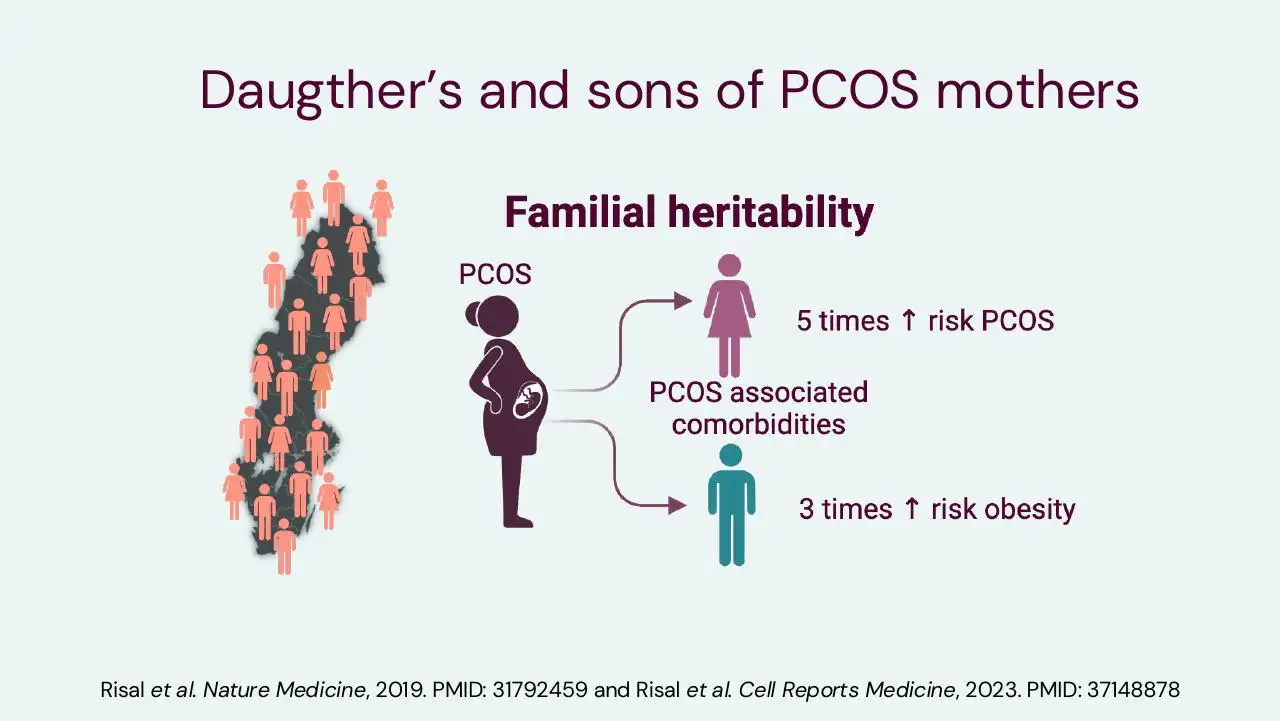 Daugther’s and sons of PCOS mothers
Familial heritability
PCOS
5 times ↑ risk PCOS
PCOS associated
comorbidities
3 times ↑ risk obesity
Risal et al. Nature Medicine, 2019. PMID: 31792459 and Risal et al. Cell Reports Medicine, 2023. PMID: 37148878